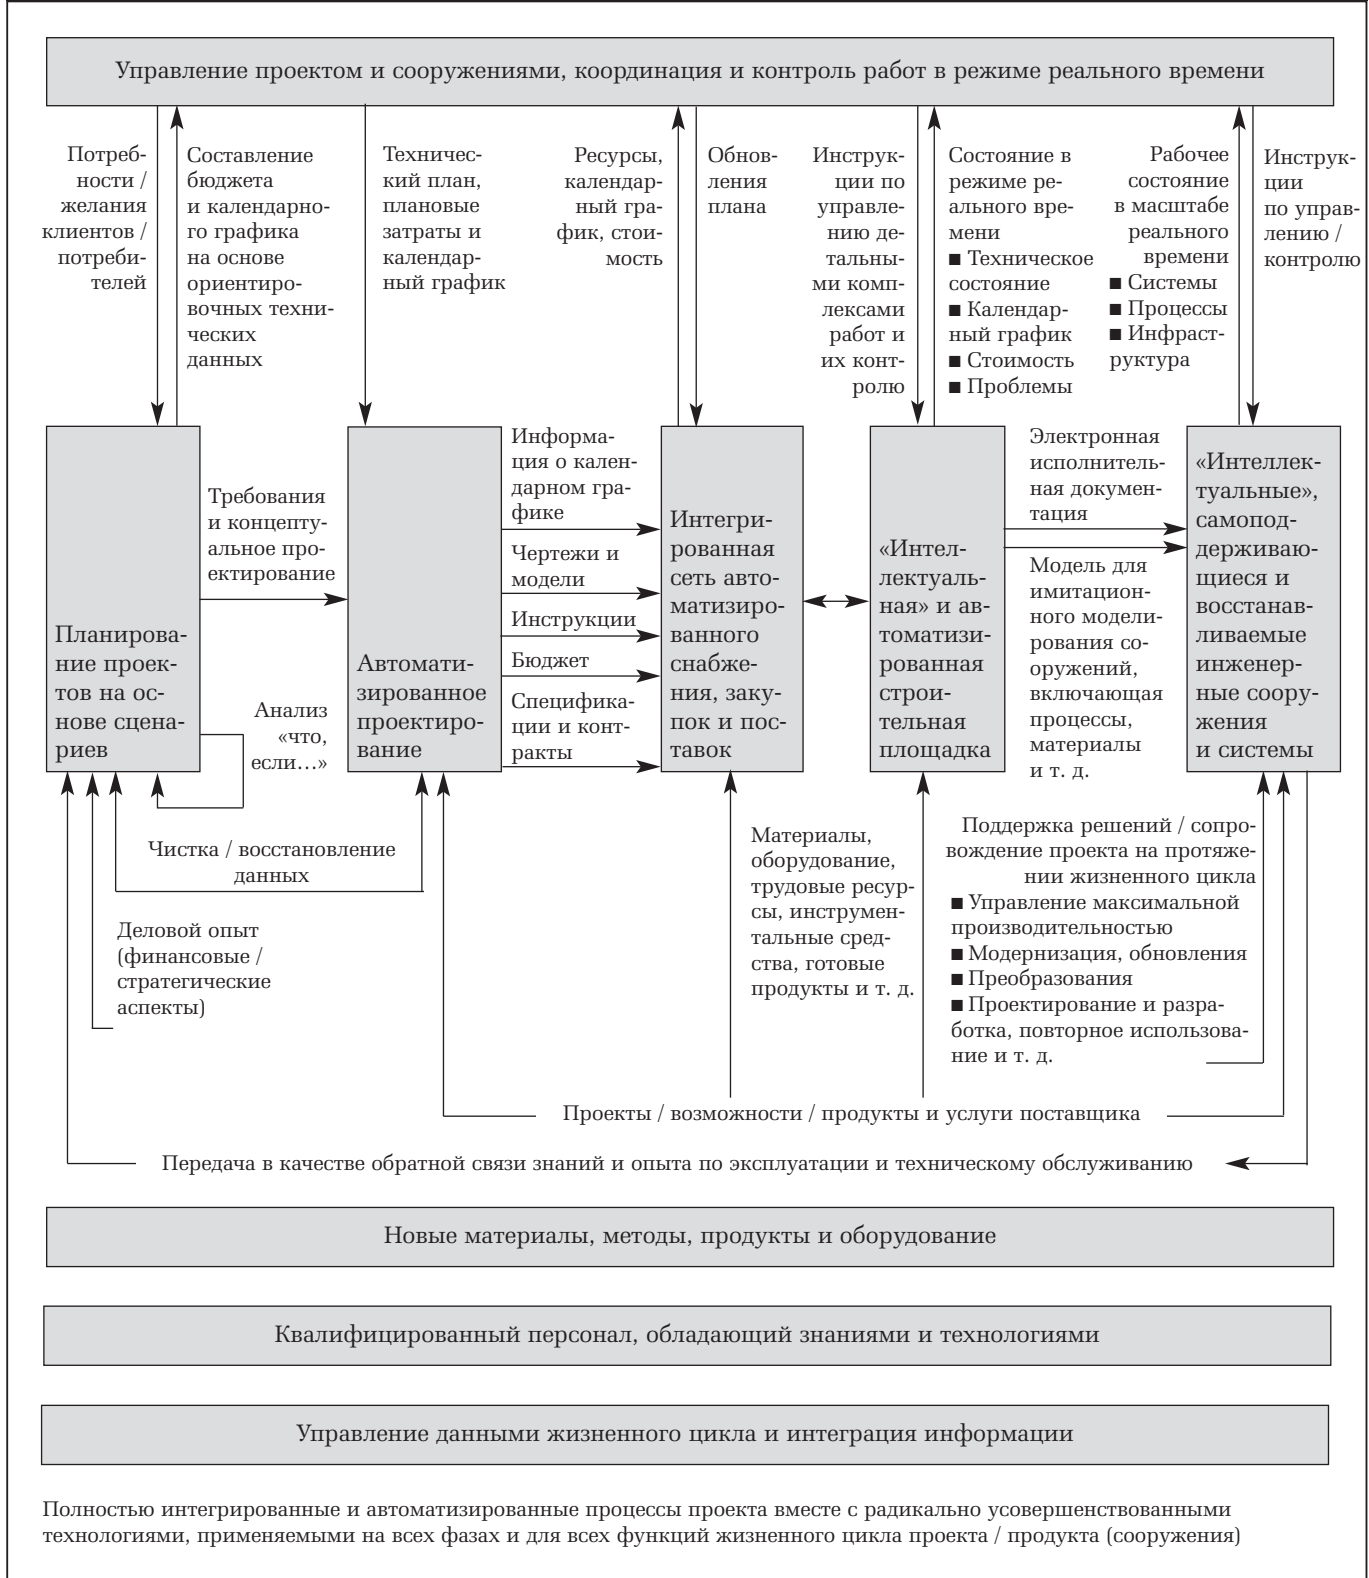 Управление проектом и сооружениями, координация и контроль работ в режиме реального времени
Потреб-
ности /
желания
клиентов /
потреби-
телей
Составление
бюджета
и календарно-
го графика
на основе
ориентиро-
вочных техни-
ческих
данных
Техничес-
кий план,
плановые
затраты и
календар-
ный график
Ресурсы,
календар-
ный гра-
фик, стои-
мость
Обнов-
ления
плана
Инструк-
ции по
управле-
нию де-
тальны-
ми комп-
лексами
работ и
их конт-
ролю
Состояние в
режиме ре-
ального вре-
мени
■ Техническое
состояние
■ Календар-
ный график
■ Стоимость
■ Проблемы
Рабочее
состояние
в масштабе
реального
времени
■ Системы
■ Процессы
■ Инфраст-
руктура
Инструк-
ции
по управ-
лению /
контролю
Планирова-
ние проек-
тов на ос-
нове сцена-
риев
Требования
и концепту-
альное про-
ектирование
Анализ
«что,
если…»
Автомати-
зированное
проектиро-
вание
Информа-
ция о кален-
дарном гра-
фике
Чертежи и
модели
Инструкции
Бюджет
Специфика-
ции и конт-
ракты
Интегри-
рованная
сеть авто-
матизиро-
ванного
снабже-
ния, заку-
пок и пос-
тавок
«Интел-
лектуаль-
ная» и ав-
томатизи-
рованная
строи-
тельная
площадка
Электронная
исполнитель-
ная докумен-
тация
Модель для
имитацион-
ного модели-
рования со-
оружений,
включающая
процессы,
материалы
и т. д.
«Интеллек-
туальные»,
самопод-
держиваю-
щиеся и
восстанав-
ливаемые
инженер-
ные соору-
жения
и системы
Чистка / восстановление
данных
Деловой опыт
(финансовые /
стратегические
аспекты)
Материалы,
оборудование,
трудовые ресур-
сы, инструмен-
тальные сред-
ства, готовые
продукты и т. д.
Поддержка решений / сопро-
вождение проекта на протяже-
нии жизненного цикла
■ Управление максимальной
производительностью
■ Модернизация, обновления
■ Преобразования
■ Проектирование и разра-
ботка, повторное использова-
ние и т. д.
Проекты / возможности / продукты и услуги поставщика
Передача в качестве обратной связи знаний и опыта по эксплуатации и техническому обслуживанию
Новые материалы, методы, продукты и оборудование
Квалифицированный персонал, обладающий знаниями и технологиями
Управление данными жизненного цикла и интеграция информации
Полностью интегрированные и автоматизированные процессы проекта вместе с радикально усовершенствованными
технологиями, применяемыми на всех фазах и для всех функций жизненного цикла проекта / продукта (сооружения)